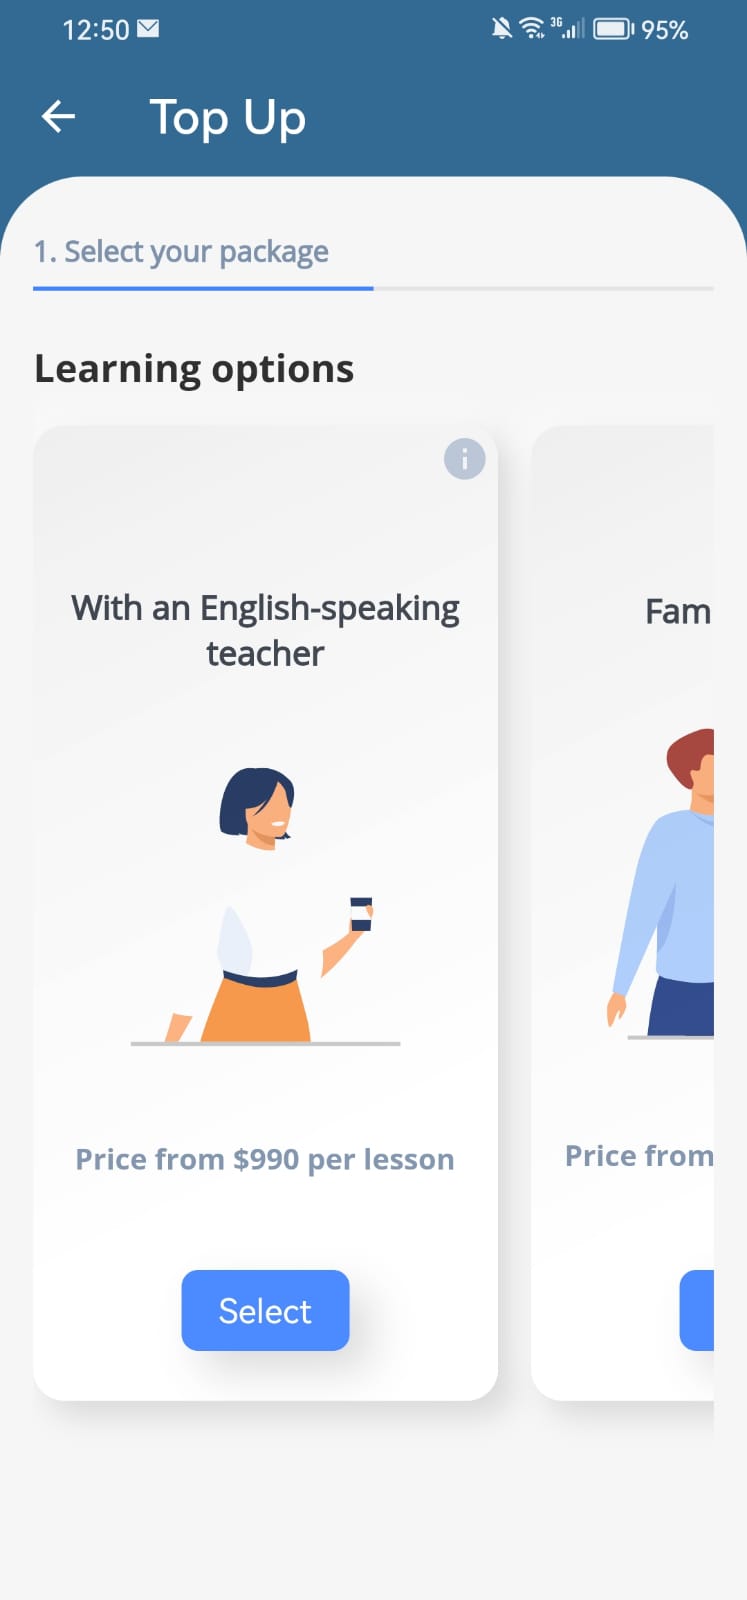 12:50
3G
95%
Top Up
1. Select your package
Learning options
i
With an English-speaking
teacher
Price from $990 per lesson
Select
Fam
Price from